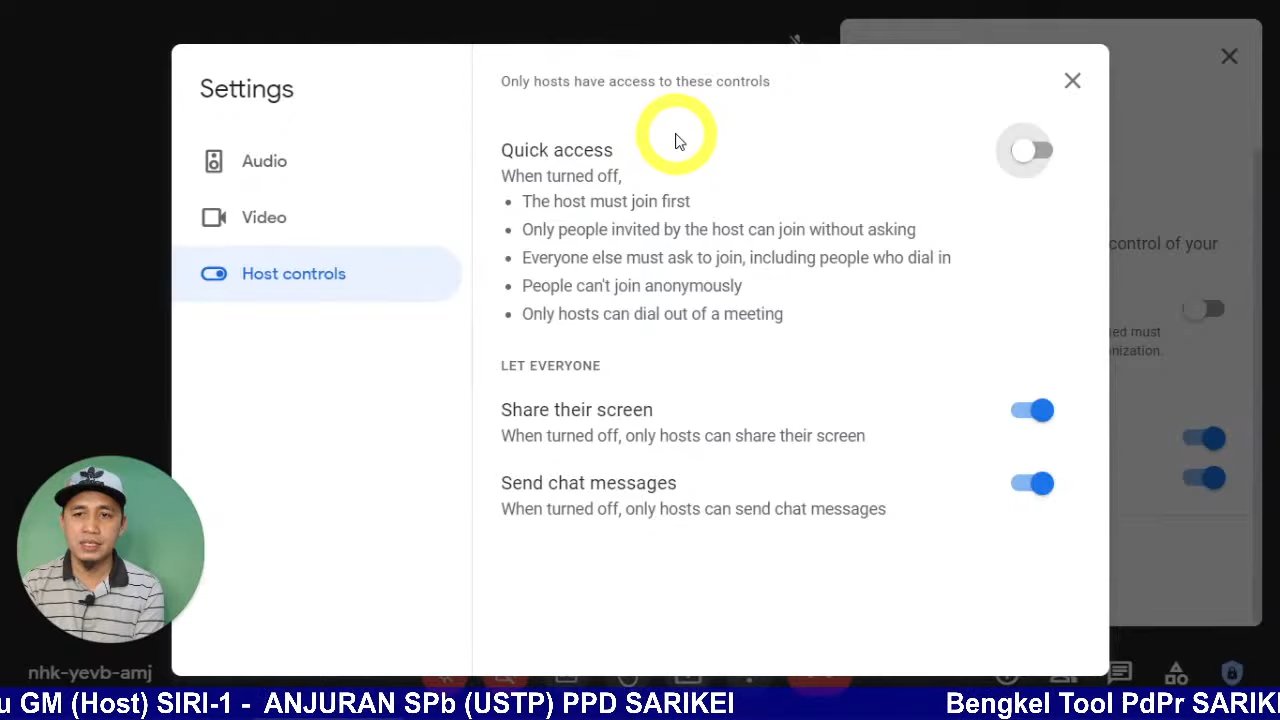 Settings
Audio
Video
Host controls
Only hosts have access to these controls
Quick access
When turned off,
• The host must join first
• Only people invited by the host can join without asking
• Everyone else must ask to join, including people who dial in
• People can't join anonymously
• Only hosts can dial out of a meeting
LET EVERYONE
Share their screen
When turned off, only hosts can share their screen
Send chat messages
When turned off, only hosts can send chat messages
control of your
must
nhk-yevb-amj
u GM (Host) SIRI-1 - ANJURAN SPb (USTP) PPD SARIKEI
Bengkel Tool PdPr SARIK